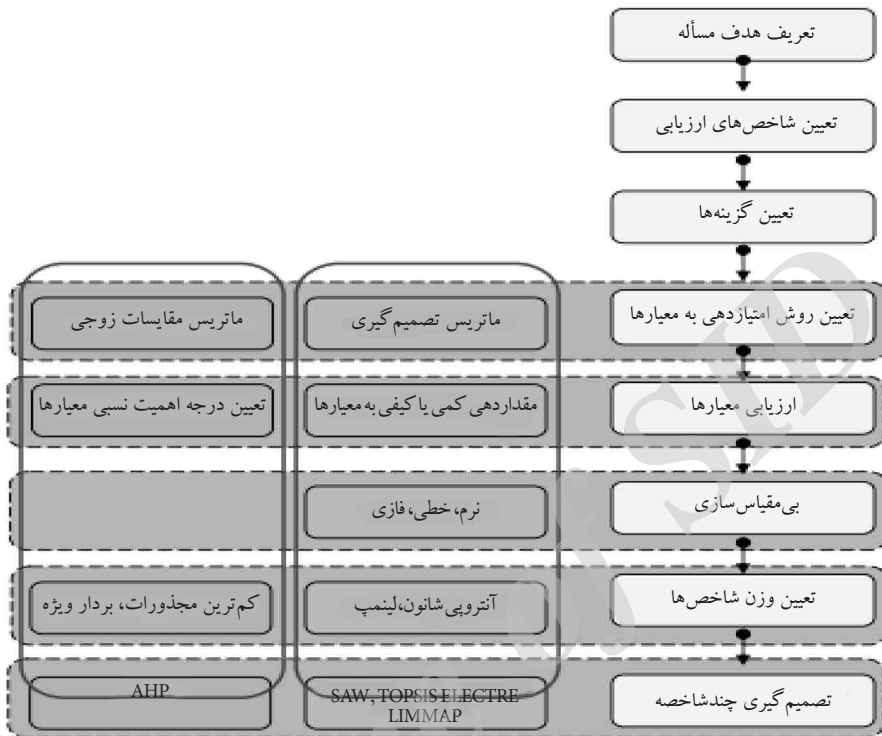 تعریف هدف مسأله
تعیین شاخص‌های ارزیابی
تعیین گزینه‌ها
تعیین روش امتیازدهی به معیارها
ماتریس تصمیم‌گیری
ماتریس مقایسات زوجی
ارزیابی معیارها
مقداردهی کمی یا کیفی به معیارها
تعیین درجه اهمیت نسبی معیارها
بی‌مقیاس‌سازی
نرم، خطی، فازی
تعیین وزن شاخص‌ها
آنتروپی شانون، لینمپ
کم‌ترین مجذورات، بردار ویژه
تصمیم‌گیری چندشاخصه
SAW, TOPSIS ELECTRE
LIMMAP
AHP
of SID